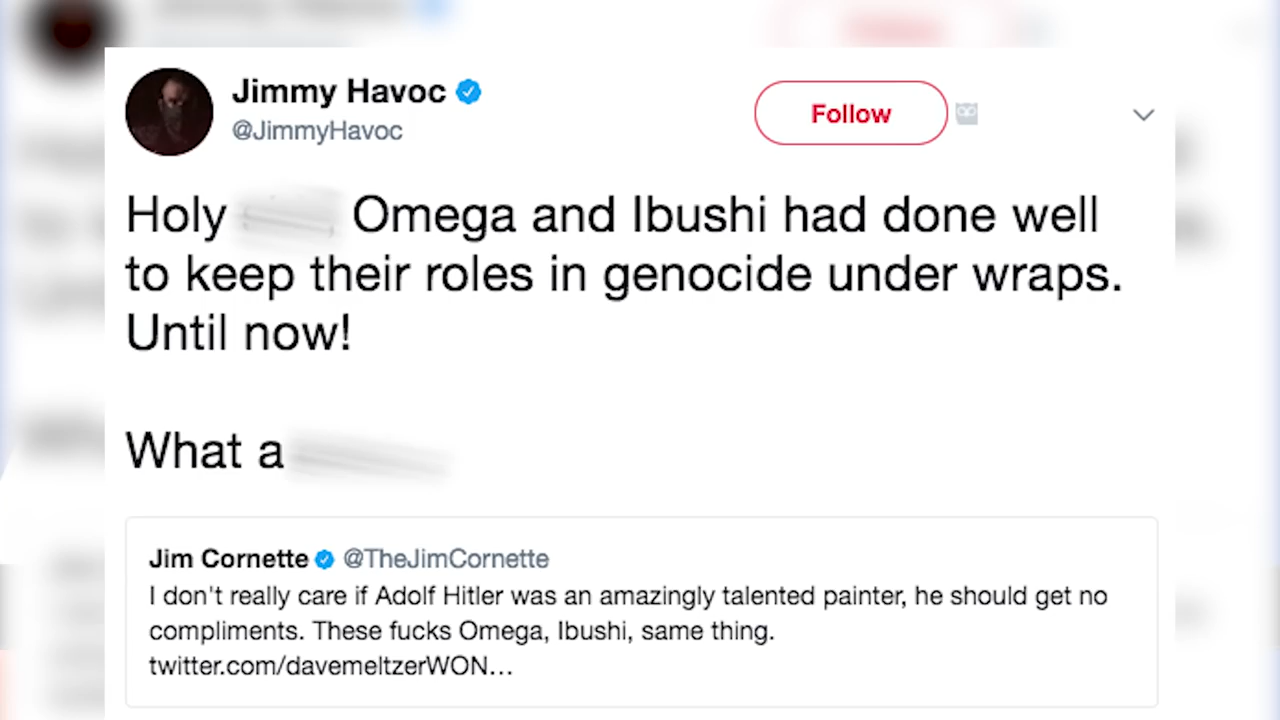 Jimmy Havoc
@JimmyHavoc
Follow
Holy Omega and Ibushi had done well
to keep their roles in genocide under wraps.
Until now!
What a
Jim Cornette @TheJimCornette
I don't really care if Adolf Hitler was an amazingly talented painter, he should get no
compliments. These fucks Omega, Ibushi, same thing.
twitter.com/davemeltzerWON...